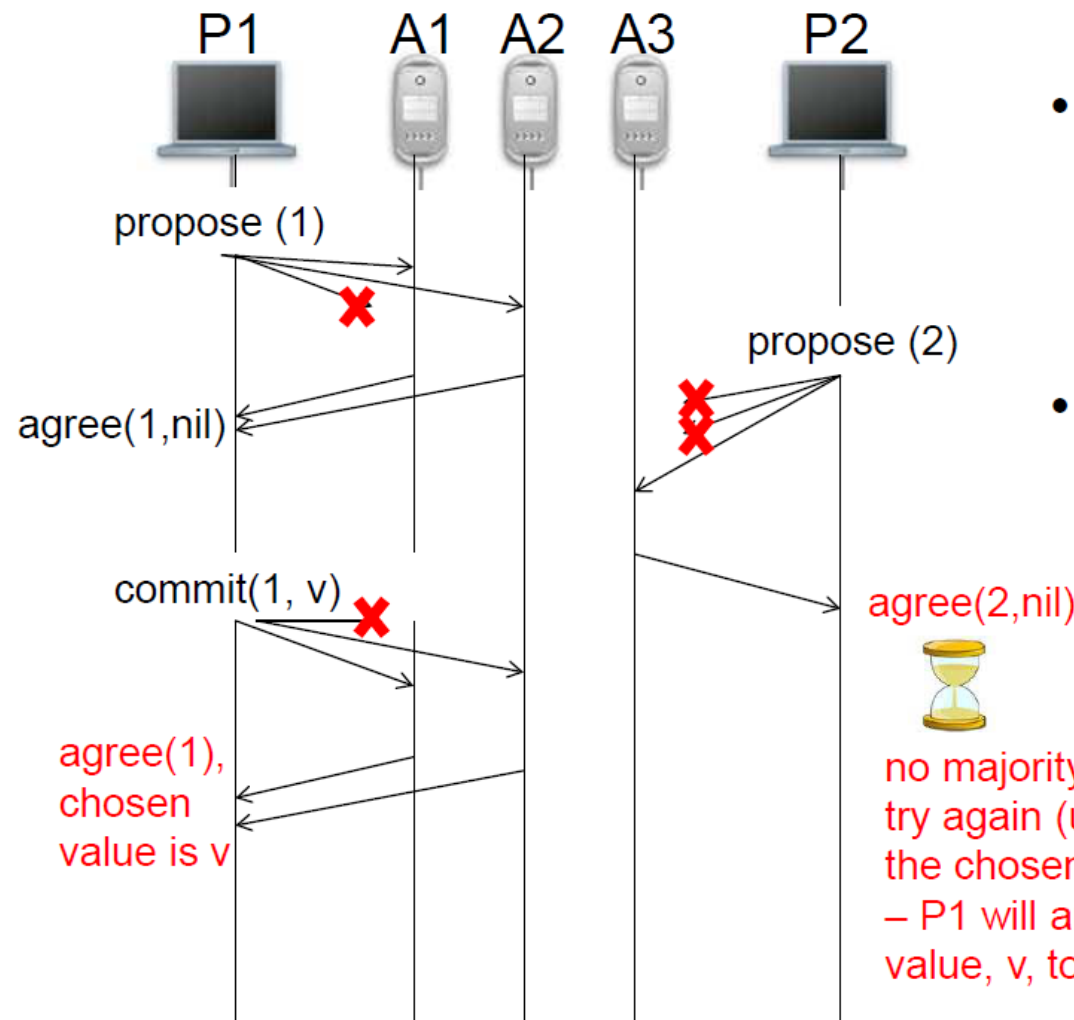 P1 A1 A2 A3 P2
•
propose (1)
propose (2)
•
agree(1,nil)
commit(1, v)
agree(2,nil)
agree(1),
chosen
value is v
no majority
try again (
the chosen
– P1 will a
value, v, to